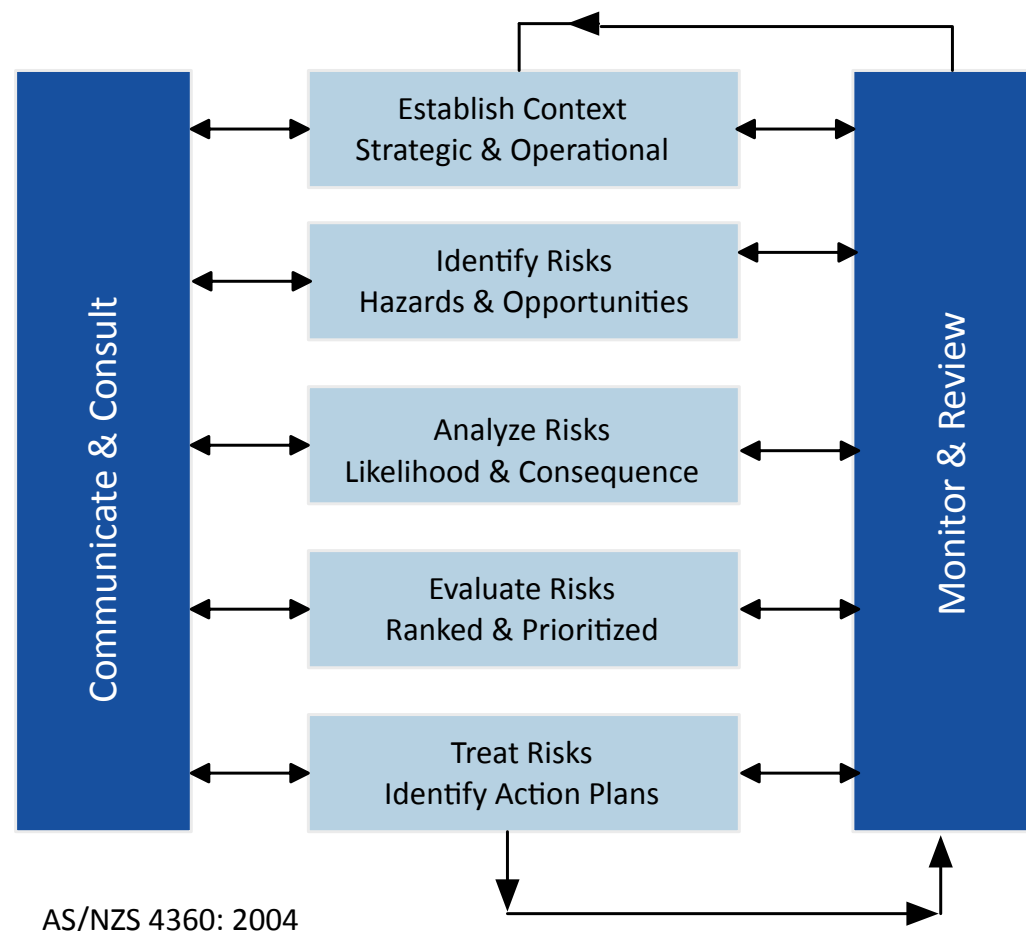 Establish Context
Strategic & Operational
Identify Risks
Hazards & Opportunities
Analyze Risks
Likelihood & Consequence
Evaluate Risks
Ranked & Prioritized
Treat Risks
Identify Action Plans
Communicate & Consult
Monitor & Review
AS/NZS 4360: 2004